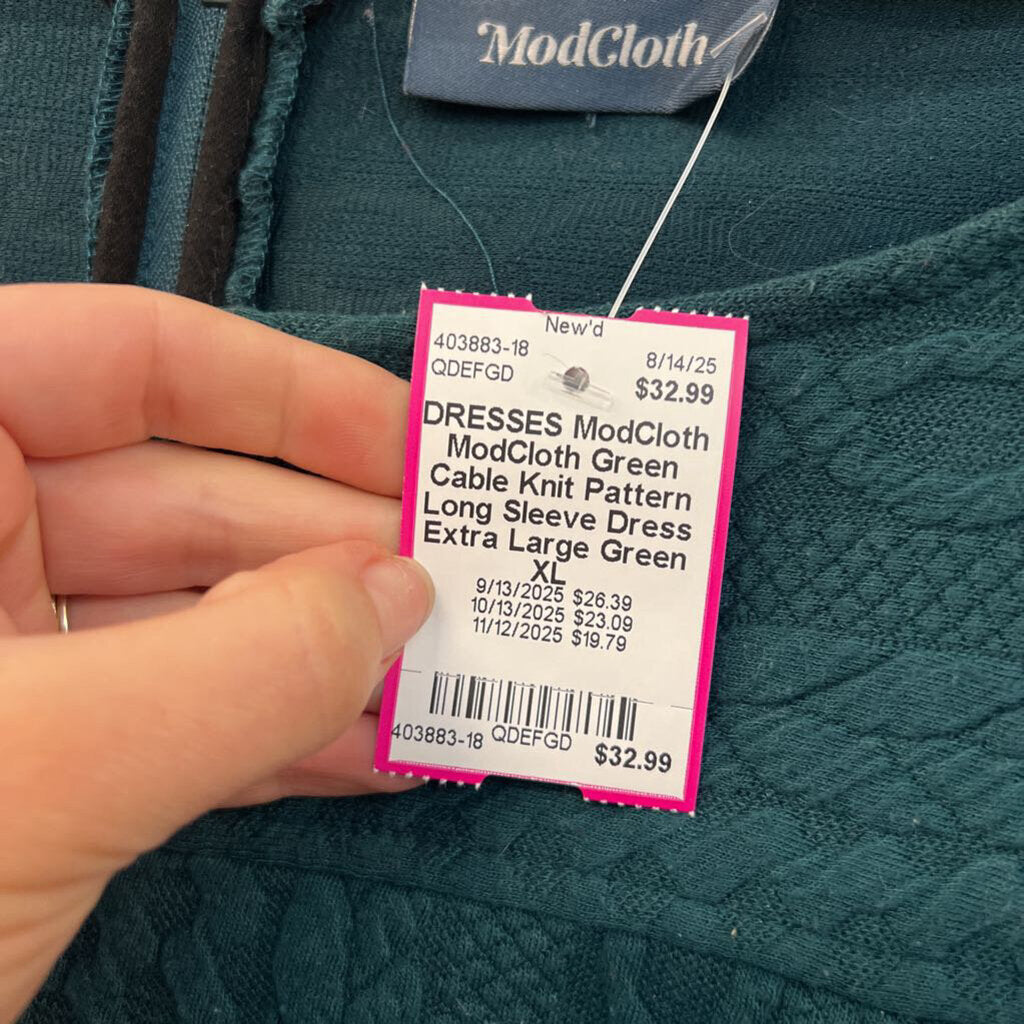 ModCloth
New'd
403883-18 8/14/25
QDEFGD $32.99
DRESSES ModCloth
ModCloth Green
Cable Knit Pattern
Long Sleeve Dress
Extra Large Green
XL
9/13/2025 $26.39
10/13/2025 $23.09
11/12/2025 $19.79
403883-18 QDEFGD $32.99